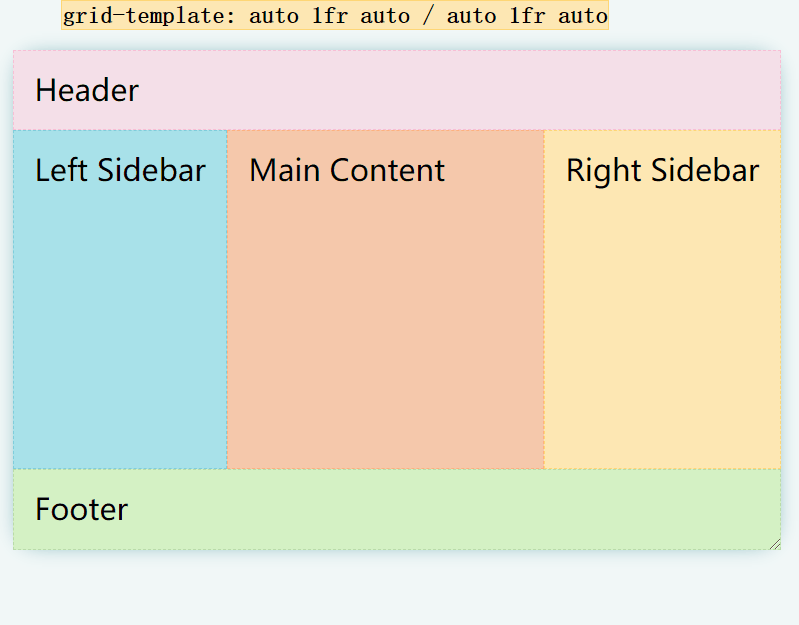 grid-template: auto 1fr auto / auto 1fr auto
Header
Left Sidebar
Main Content
Right Sidebar
Footer